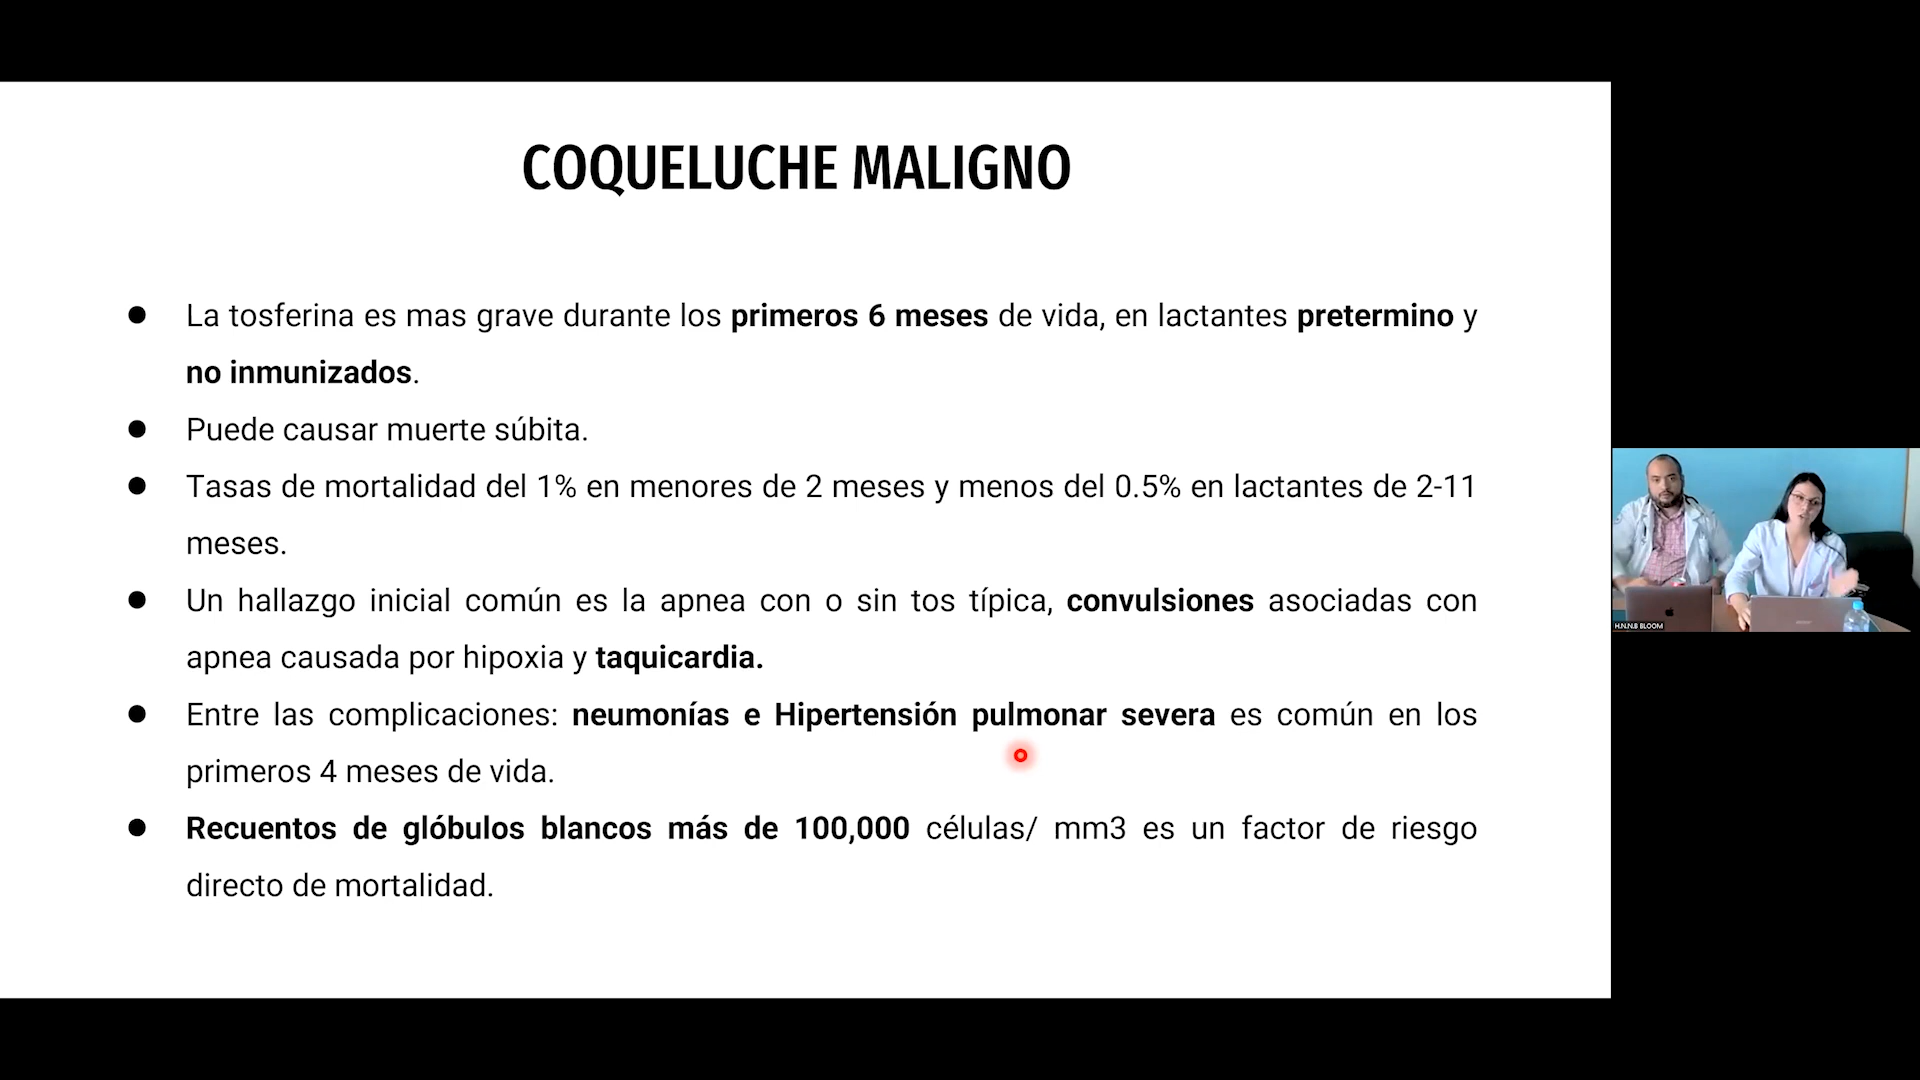 COQUELUCHE MALIGNO
● La tosferina es mas grave durante los primeros 6 meses de vida, en lactantes pretermino y
no inmunizados.
● Puede causar muerte súbita.
● Tasas de mortalidad del 1% en menores de 2 meses y menos del 0.5% en lactantes de 2-11
meses.
● Un hallazgo inicial común es la apnea con o sin tos típica, convulsiones asociadas con
apnea causada por hipoxia y taquicardia.
● Entre las complicaciones: neumonías e Hipertensión pulmonar severa es común en los
primeros 4 meses de vida.
● Recuentos de glóbulos blancos más de 100,000 células/ mm3 es un factor de riesgo
directo de mortalidad.
H.N.N.B BLOOM